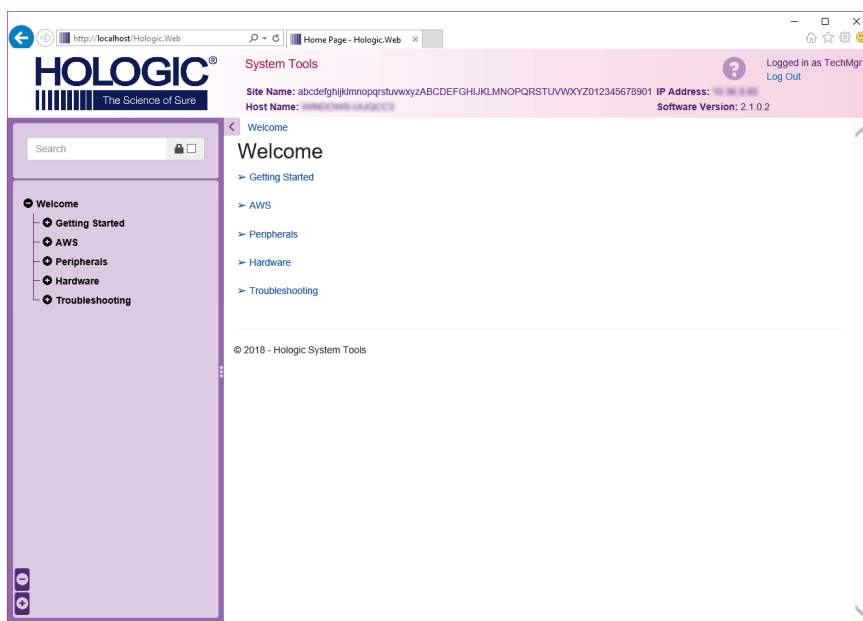 http://localhost/Hologic.Web
Home Page - Hologic.Web
HOLOGIC®
The Science of Sure
System Tools
Logged in as TechMgr
Log Out
Site Name: abcdefghijklmnopqrstuvwxyzABCDEFGHIJKLMNOPQRSTUVWXYZ012345678901 IP Address:
Host Name:
Software Version: 2.1.0.2
Search
Welcome
Getting Started
AWS
Peripherals
Hardware
Troubleshooting
Welcome
Welcome
➢ Getting Started
➢ AWS
➢ Peripherals
➢ Hardware
➢ Troubleshooting
© 2018 - Hologic System Tools